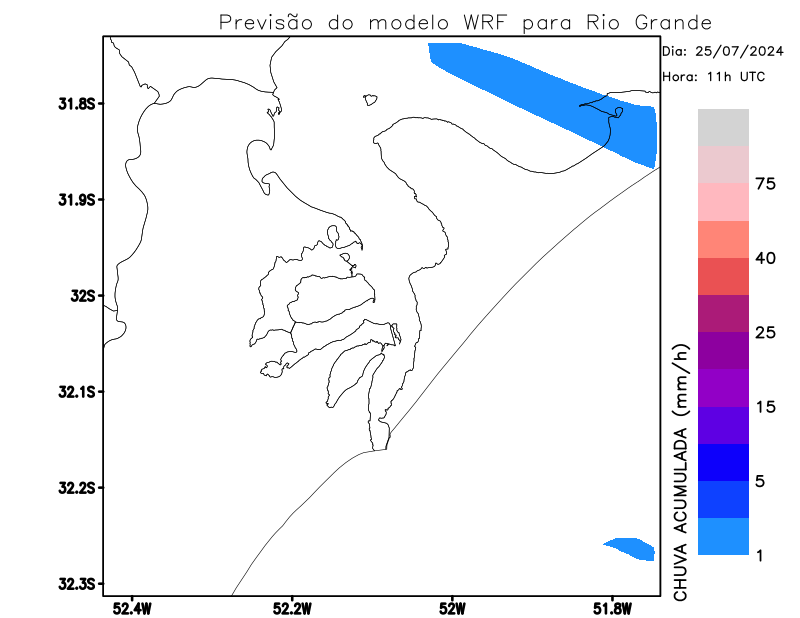 Previsão do modelo WRF para Rio Grande
Dia: 25/07/2024
Hora: 11h UTC
31.8S
31.9S
32S
32.1S
32.2S
32.3S
52.4W
52.2W
52W
51.8W
75
40
25
15
5
1
CHUVA ACUMULADA (mm/h)